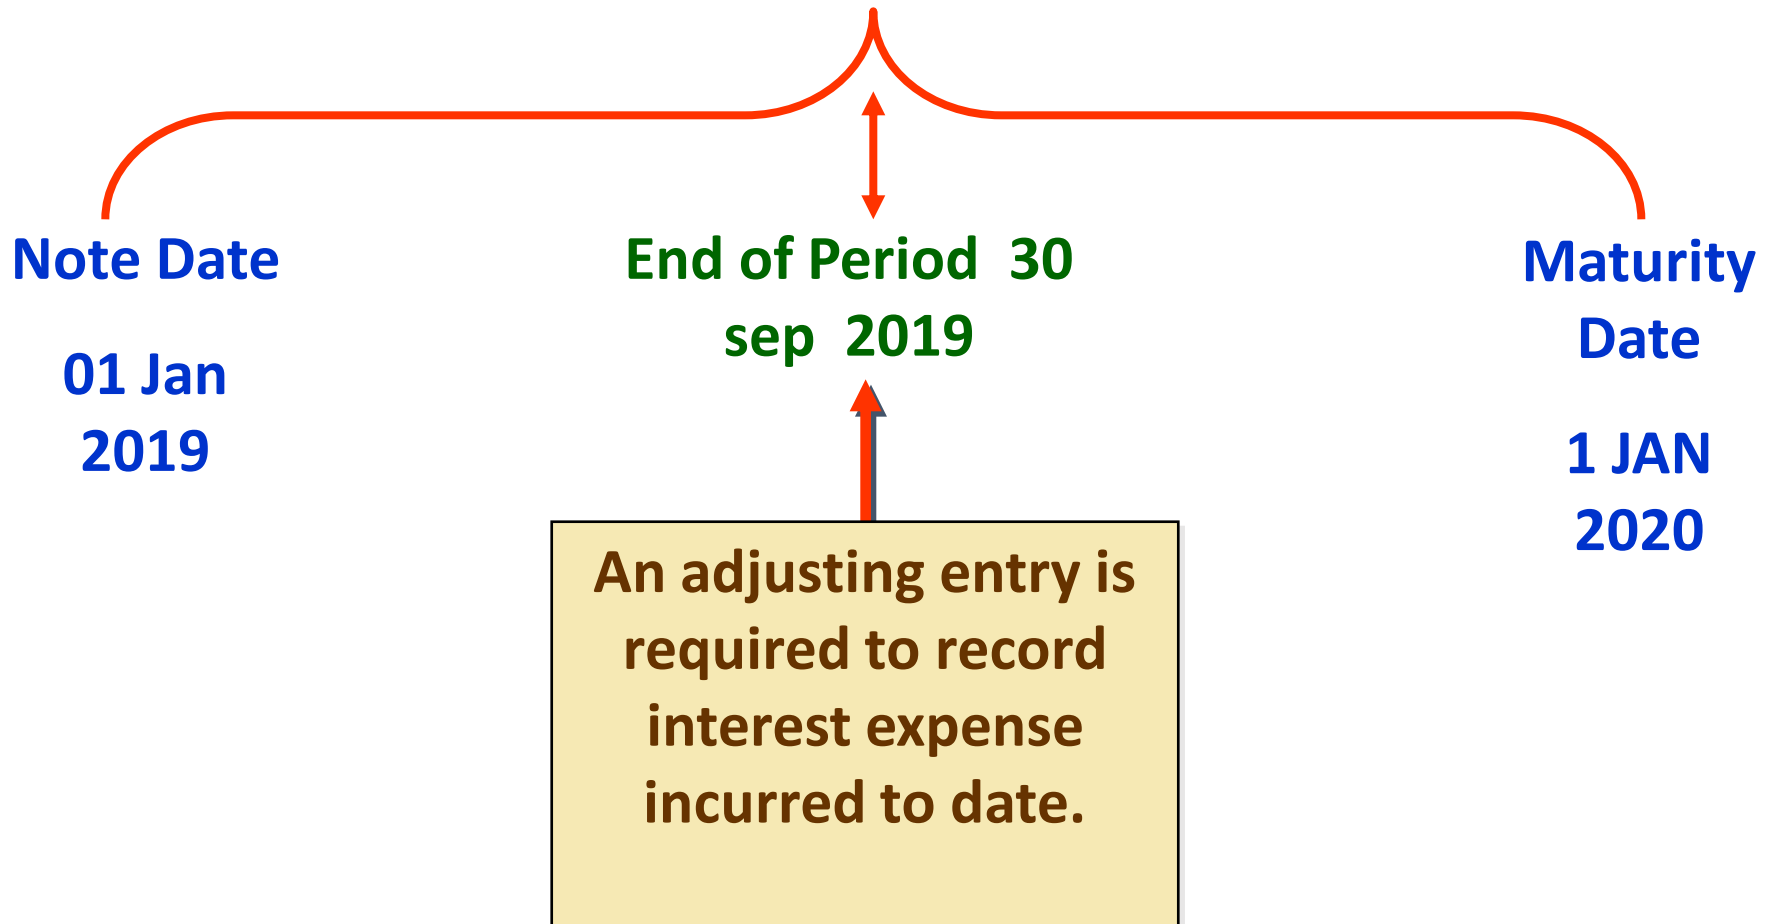 Note Date
01 Jan
2019
End of Period  30
sep  2019
Maturity
Date
1 JAN
2020
An adjusting entry is
required to record
interest expense
incurred to date.